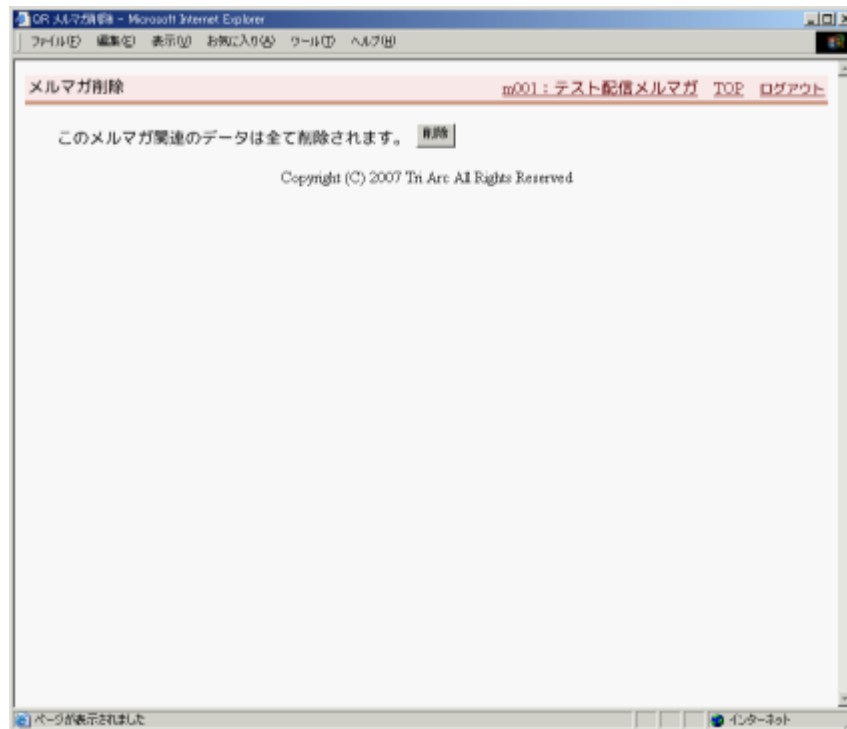 QR メルマガ削除 - Microsoft Internet Explorer
ファイル(F) 編集(E) 表示(V) お気に入り(A) ツール(T) ヘルプ(H)
メルマガ削除 m001：テスト配信メルマガ TOP ログアウト
このメルマガ関連のデータは全て削除されます。 削除
Copyright (C) 2007 Tri Arc All Rights Reserved
ページが表示されました インターネット